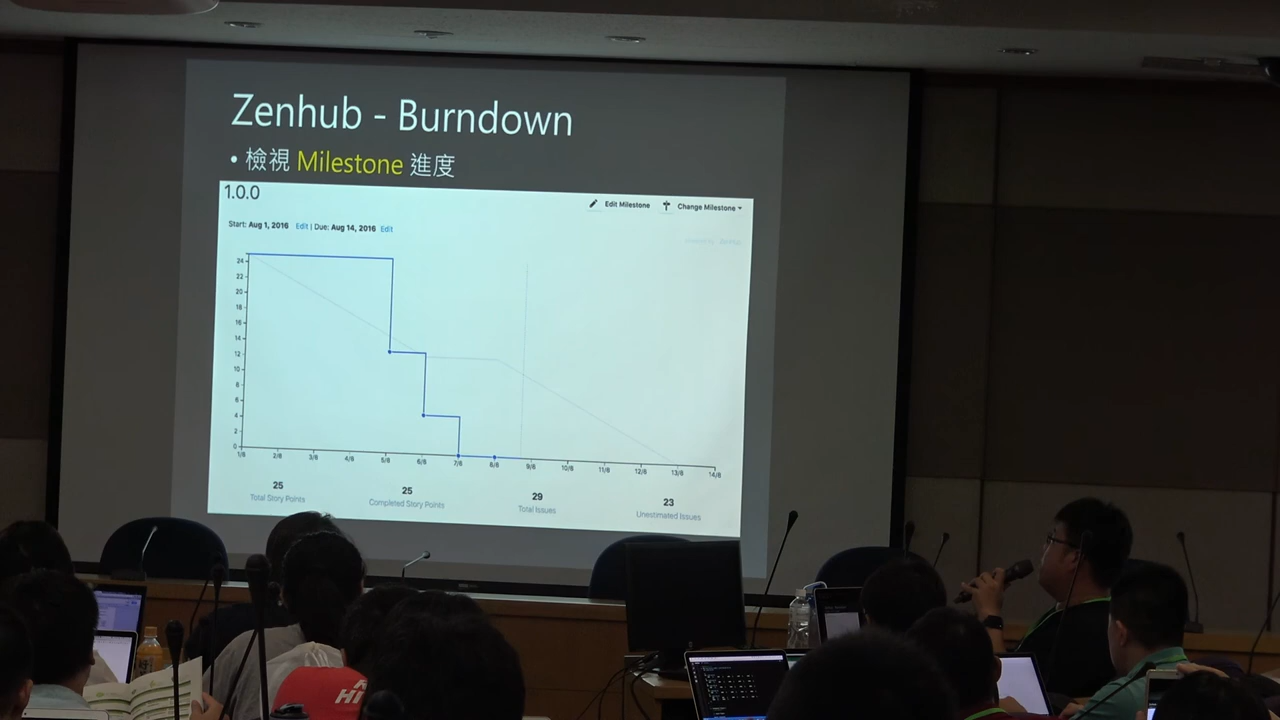 Zenhub - Burndown
• 檢視 Milestone 進度
1.0.0
Edit Milestone Change Milestone
Start: Aug 1, 2016 Edit | Due: Aug 14, 2016 Edit
24
22
20
18
16
14
12
10
8
6
4
2
0
1/8 2/8 3/8 4/8 5/8 6/8 7/8 8/8 9/8 10/8 11/8 12/8 13/8 14/8
25 25 29 23
Total Story Points Completed Story Points Total Issues Unestimated Issues
HI